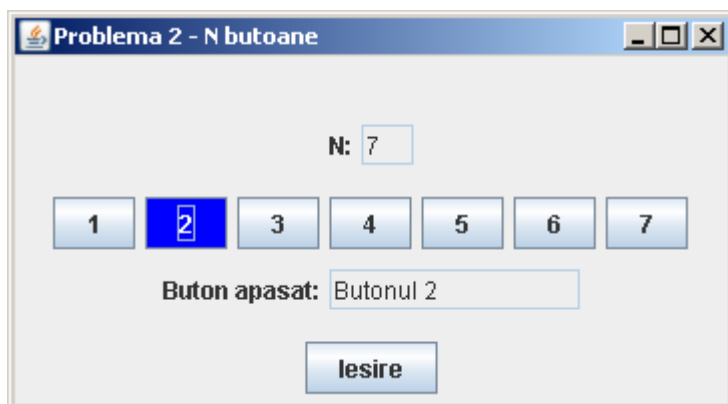 Problema 2 - N butoane
N: 7
1 2 3 4 5 6 7
Buton apasat: Butonul 2
Iesire